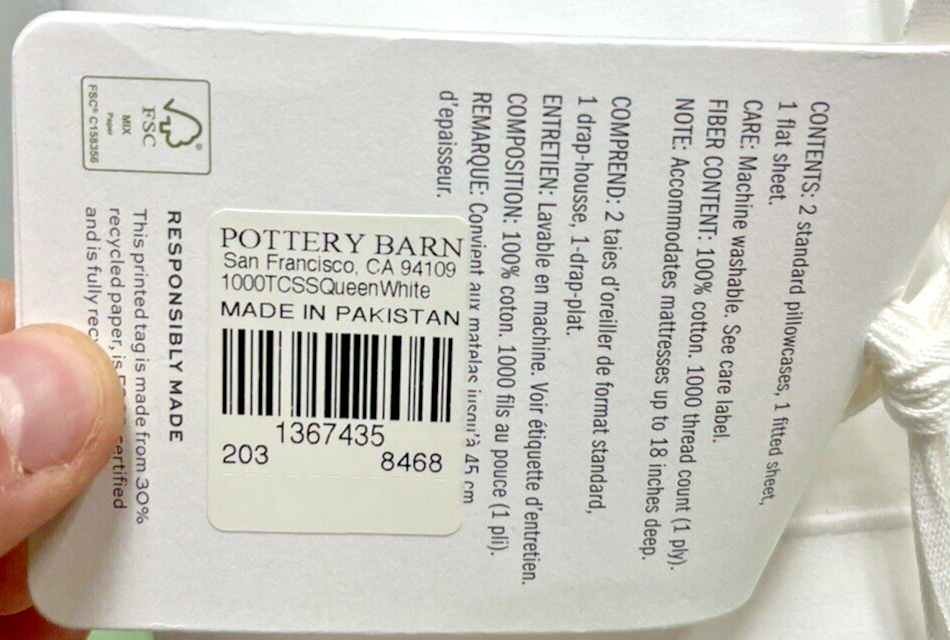 CONTENTS: 2 standard pillowcases, 1 fitted sheet,
1 flat sheet.
CARE: Machine washable. See care label.
FIBER CONTENT: 100% cotton. 1000 thread count (1 ply).
NOTE: Accommodates mattresses up to 18 inches deep.
COMPREND: 2 taies d'oreiller de format standard,
1 drap-housse, 1-drap-plat.
ENTRETIEN: Lavable en machine. Voir étiquette d'entretien.
COMPOSITION: 100% coton. 1000 fils au pouce (1 pli).
REMARQUE: Convient aux matelas jusqu'à 45 cm
d'epaisseur.
POTTERY BARN
San Francisco, CA 94109
1000TCSSQueenWhite
MADE IN PAKISTAN
1367435
203 8468
RESPONSIBLY MADE
This printed tag is made from 30%
recycled paper, is
and is fully
FSC
MIX
Paper
FSC® C158356